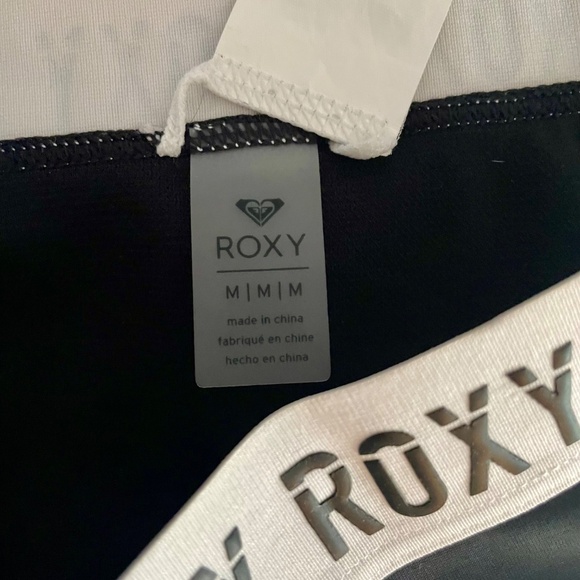 ROXY
M|M|M
made in china
fabriqué en chine
hecho en china
ROXY